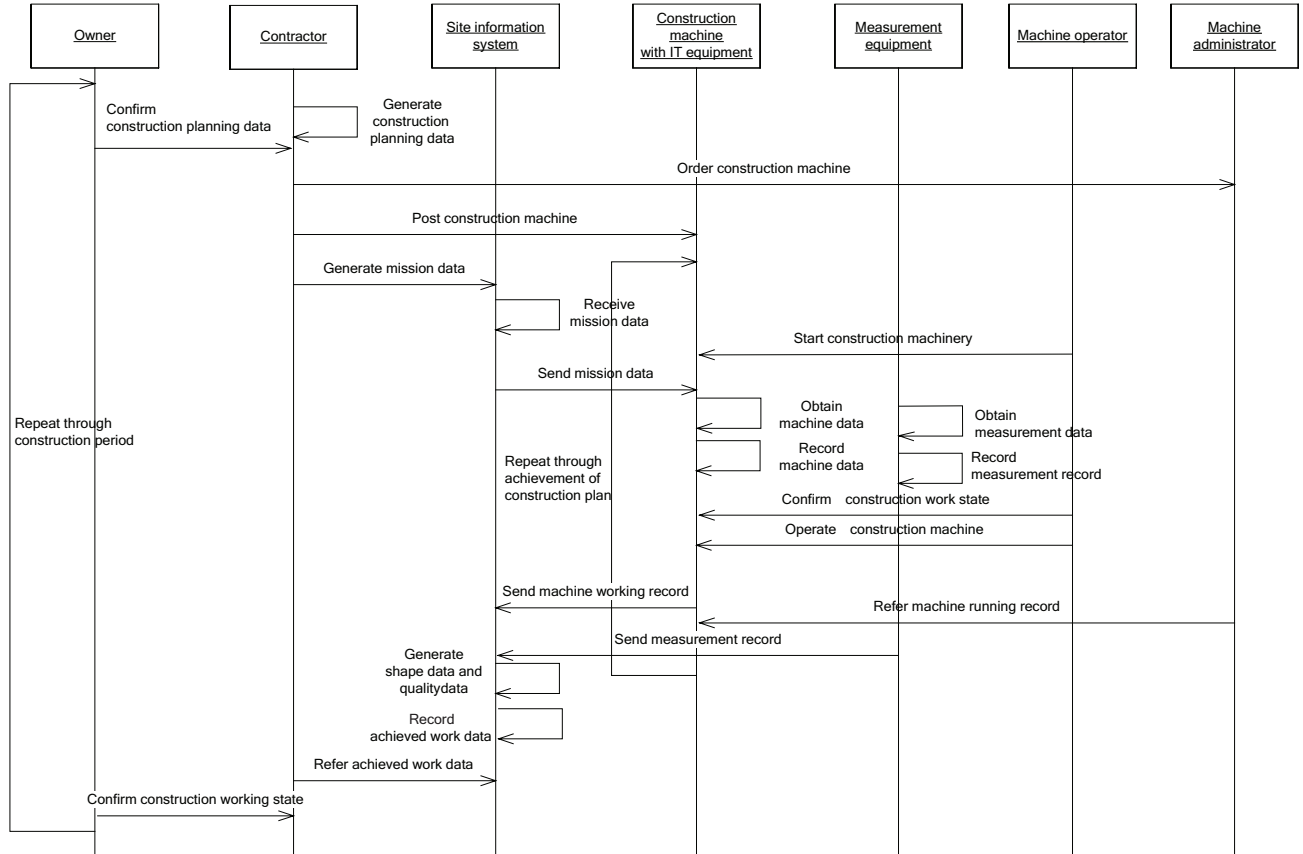 Owner
Contractor
Site information
system
Construction
machine
with IT equipment
Measurement
equipment
Machine operator
Machine
administrator
Confirm
construction planning data
Generate
construction
planning data
Order construction machine
Post construction machine
Generate mission data
Receive
mission data
Start construction machinery
Send mission data
Obtain
machine data
Obtain
measurement data
Repeat through
construction period
Record
machine data
Record
measurement record
Repeat through
achievement of
construction plan
Confirm construction work state
Operate construction machine
Send machine working record
Refer machine running record
Send measurement record
Generate
shape data and
qualitydata
Record
achieved work data
Refer achieved work data
Confirm construction working state